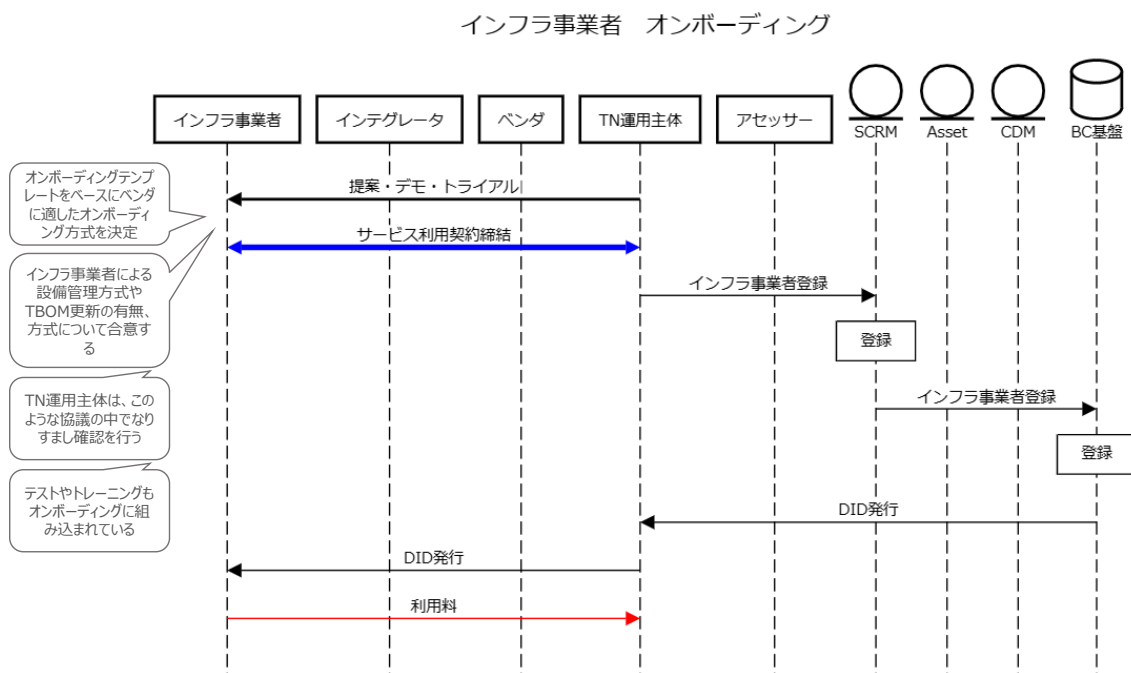 インフラ事業者　オンボーディング
インフラ事業者
インテグレータ
ベンダ
TN運用主体
アセッサー
SCRM
Asset
CDM
BC基盤
オンボーディングテンプ
レートをベースにベンダ
に適したオンボーディ
ング方式を決定
提案・デモ・トライアル
サービス利用契約締結
インフラ事業者による
設備管理方式や
TBOM更新の有無、
方式について合意す
る
インフラ事業者登録
登録
TN運用主体は、この
ような協議の中でなり
すまし確認を行う
インフラ事業者登録
登録
テストやトレーニングも
オンボーディングに組
み込まれている
DID発行
DID発行
利用料